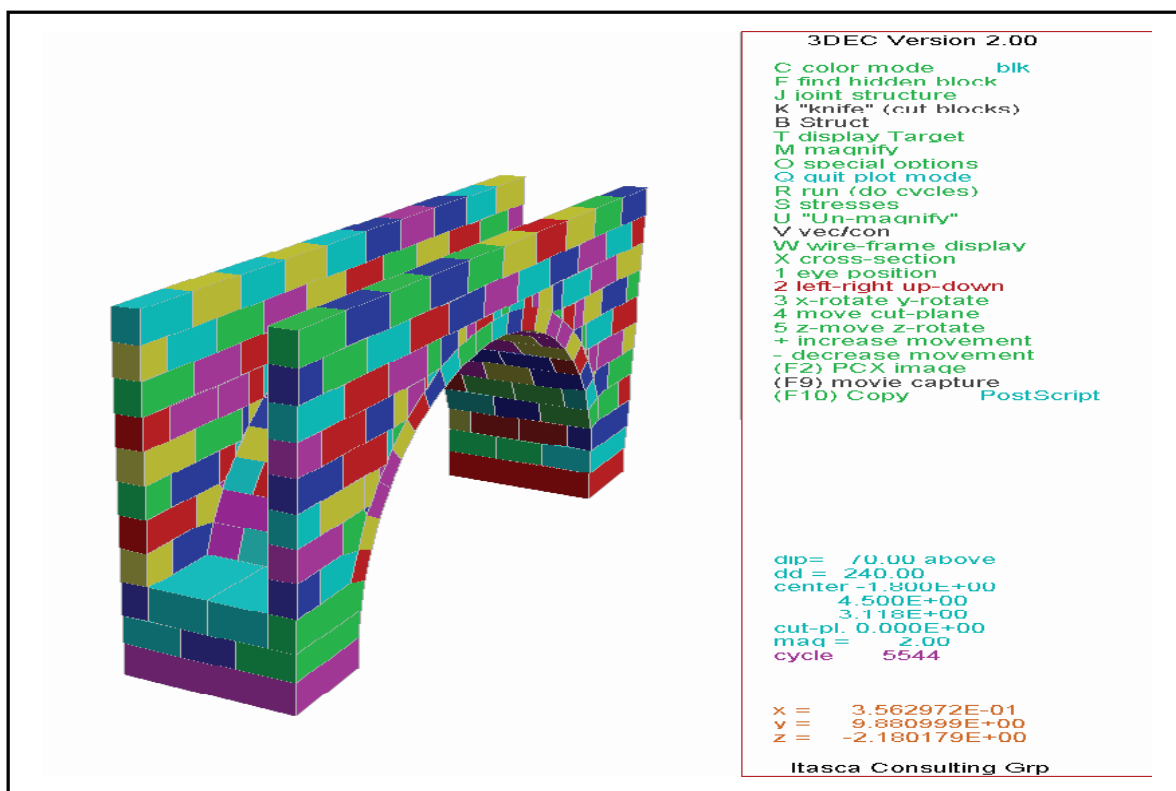 3DEC Version 2.00
C color mode blk
F find hidden block
J joint structure
K "knife" (cut blocks)
B Struct
T display Target
M magnify
O special options
Q quit plot mode
R run (do cycles)
S stresses
U "Un-magnify"
V vec/con
W wire-frame display
X cross-section
1 eye position
2 left-right up-down
3 x-rotate y-rotate
4 move cut-plane
5 z-move z-rotate
+ increase movement
- decrease movement
(F2) PCX image
(F9) movie capture
(F10) Copy PostScript
dip= 70.00 above
dd = 240.00
center -1.800E+00
4.500E+00
3.118E+00
cut-pl. 0.000E+00
mag = 2.00
cycle 5544
x = 3.562972E-01
y = 9.880999E+00
z = -2.180179E+00
Itasca Consulting Grp